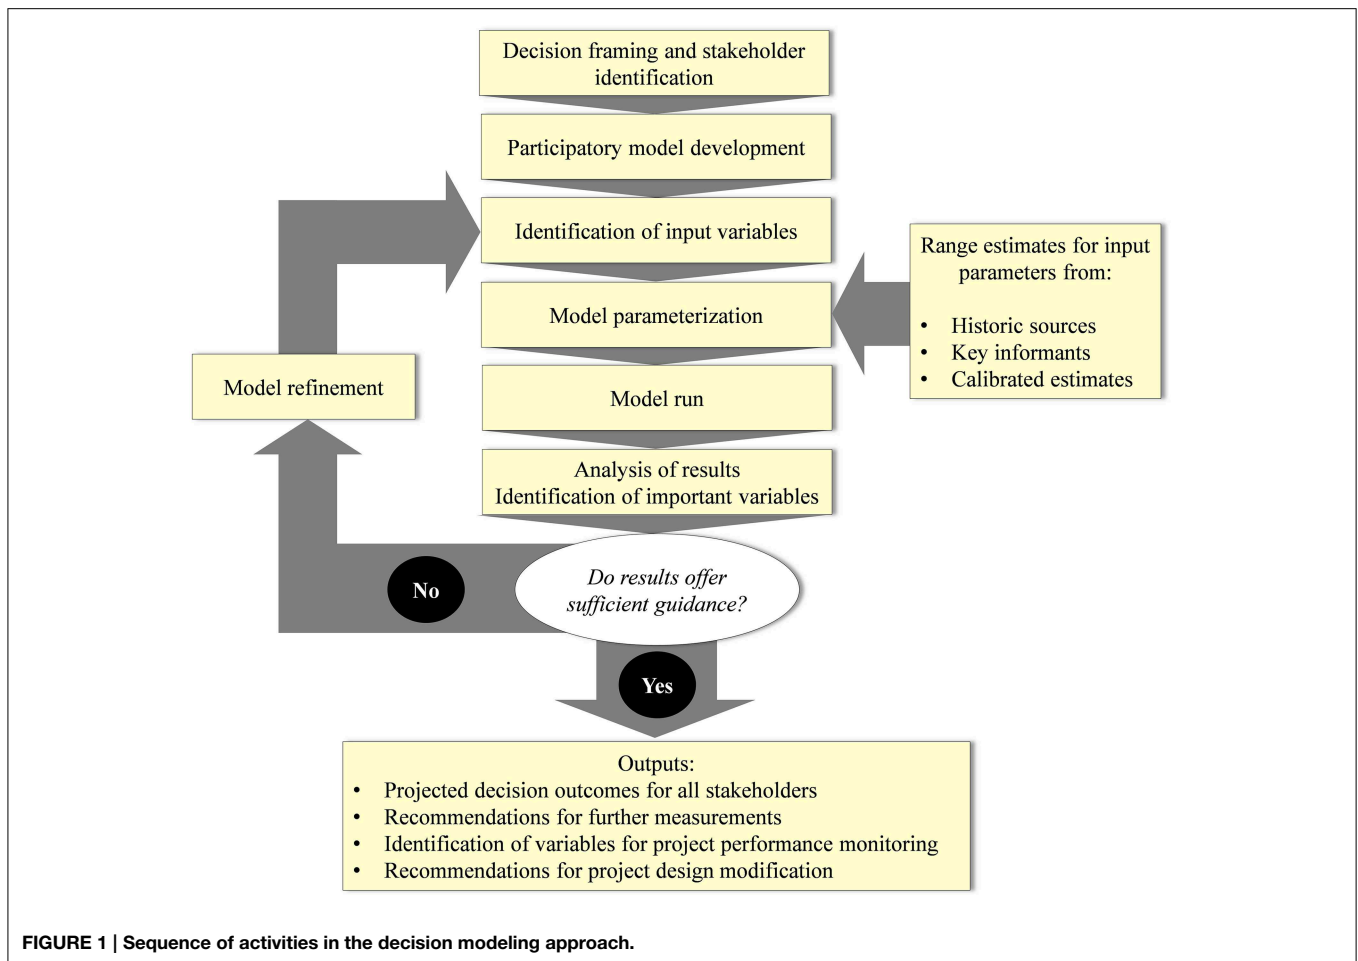 Decision framing and stakeholder
identification
Participatory model development
Identification of input variables
Range estimates for input
parameters from:
• Historic sources
• Key informants
• Calibrated estimates
Model parameterization
Model refinement
Model run
Analysis of results
Identification of important variables
Do results offer
sufficient guidance?
No
Yes
Outputs:
• Projected decision outcomes for all stakeholders
• Recommendations for further measurements
• Identification of variables for project performance monitoring
• Recommendations for project design modification
FIGURE 1 | Sequence of activities in the decision modeling approach.